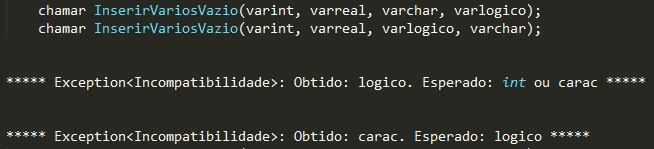 chamar InserirVariosVazio(varint, varreal, varchar, varlogico);
chamar InserirVariosVazio(varint, varreal, varlogico, varchar);
***** Exception<Incompatibilidade>: Obtido: logico. Esperado: int ou carac *****
***** Exception<Incompatibilidade>: Obtido: carac. Esperado: logico *****